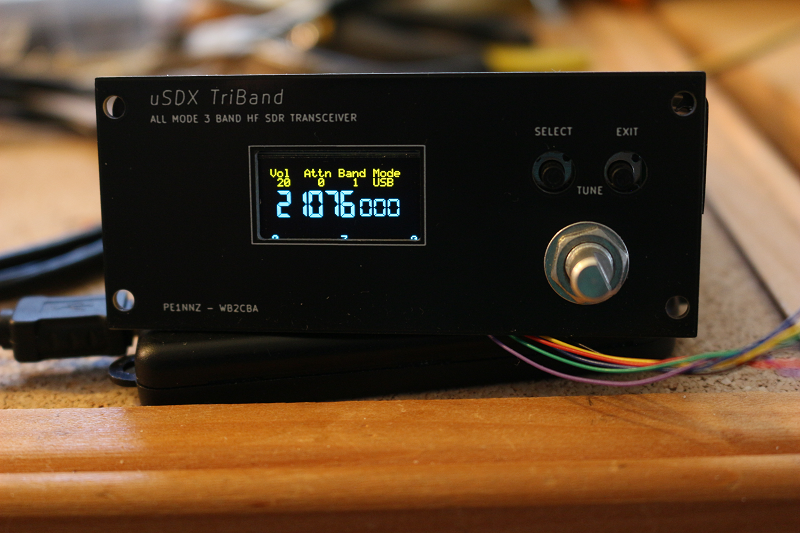 uSDX TriBand
ALL MODE 3 BAND HF SDR TRANSCEIVER
SELECT EXIT
TUNE
Vol Attn Band Mode
20 0 1 USB
21076000
PE1NNZ - WB2CBA